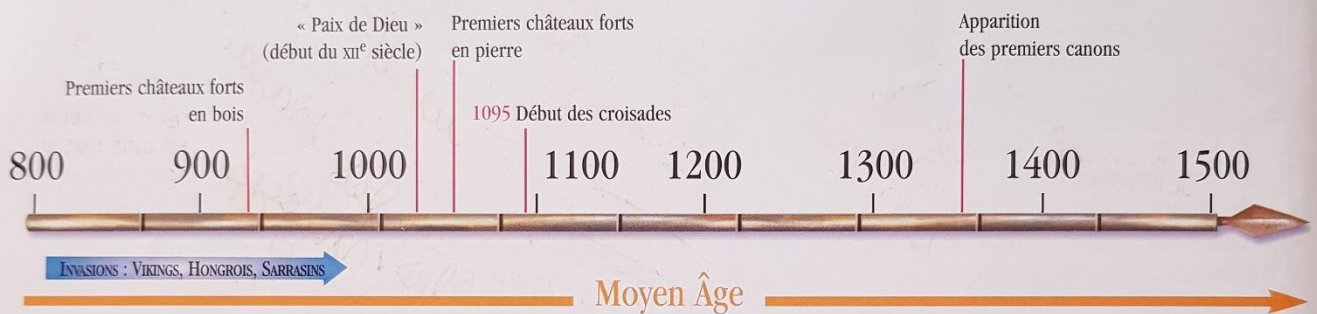 « Paix de Dieu »
(début du XIIe siècle)
Premiers châteaux forts
en pierre
Apparition
des premiers canons
Premiers châteaux forts
en bois
1095 Début des croisades
800 900 1000 1100 1200 1300 1400 1500
INVASIONS : VIKINGS, HONGROIS, SARRASINS
Moyen Âge